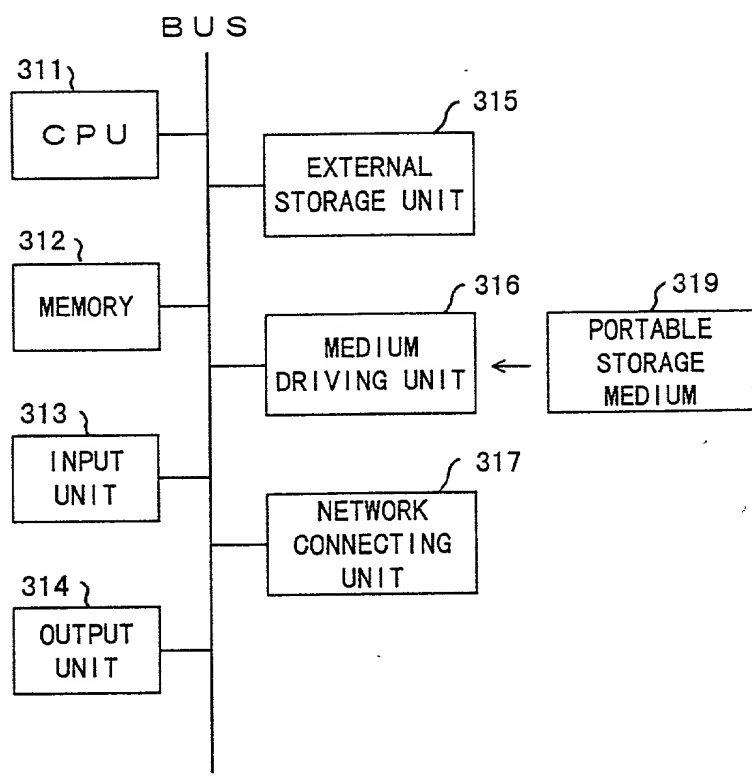 BUS
311
CPU
315
EXTERNAL
STORAGE UNIT
312
MEMORY
316
MEDIUM
DRIVING UNIT
319
PORTABLE
STORAGE
MEDIUM
313
INPUT
UNIT
317
NETWORK
CONNECTING
UNIT
314
OUTPUT
UNIT